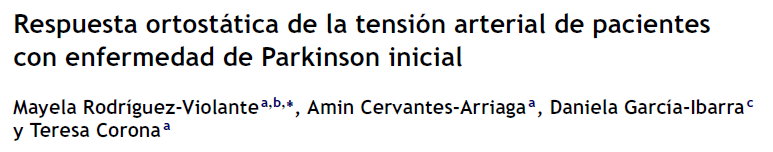 Respuesta ortostática de la tensión arterial de pacientes
con enfermedad de Parkinson inicial
Mayela Rodríguez-Violante a,b,*, Amin Cervantes-Arriaga a, Daniela García-Ibarra c
y Teresa Corona a